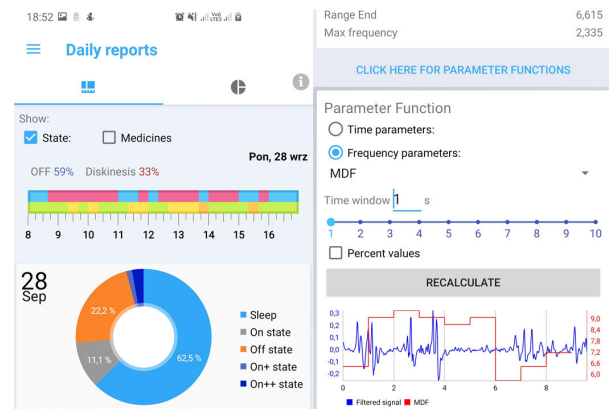 18:52
Daily reports
Show:
State:
Medicines
Pon, 28 wrz
OFF 59% Diskinesis 33%
8 9 10 11 12 13 14 15 16
28
Sep
22,2 %
11,1 %
62,5 %
Sleep
On state
Off state
On+ state
On++ state
Range End 6,615
Max frequency 2,335
CLICK HERE FOR PARAMETER FUNCTIONS
Parameter Function
Time parameters:
Frequency parameters:
MDF
Time window 1 s
1 2 3 4 5 6 7 8 9 10
Percent values
RECALCULATE
0,3
0,2
0,1
0,0
-0,1
-0,2
9,0
8,4
7,8
7,2
6,6
6,0
0 2 4 6 8
Filtered signal MDF